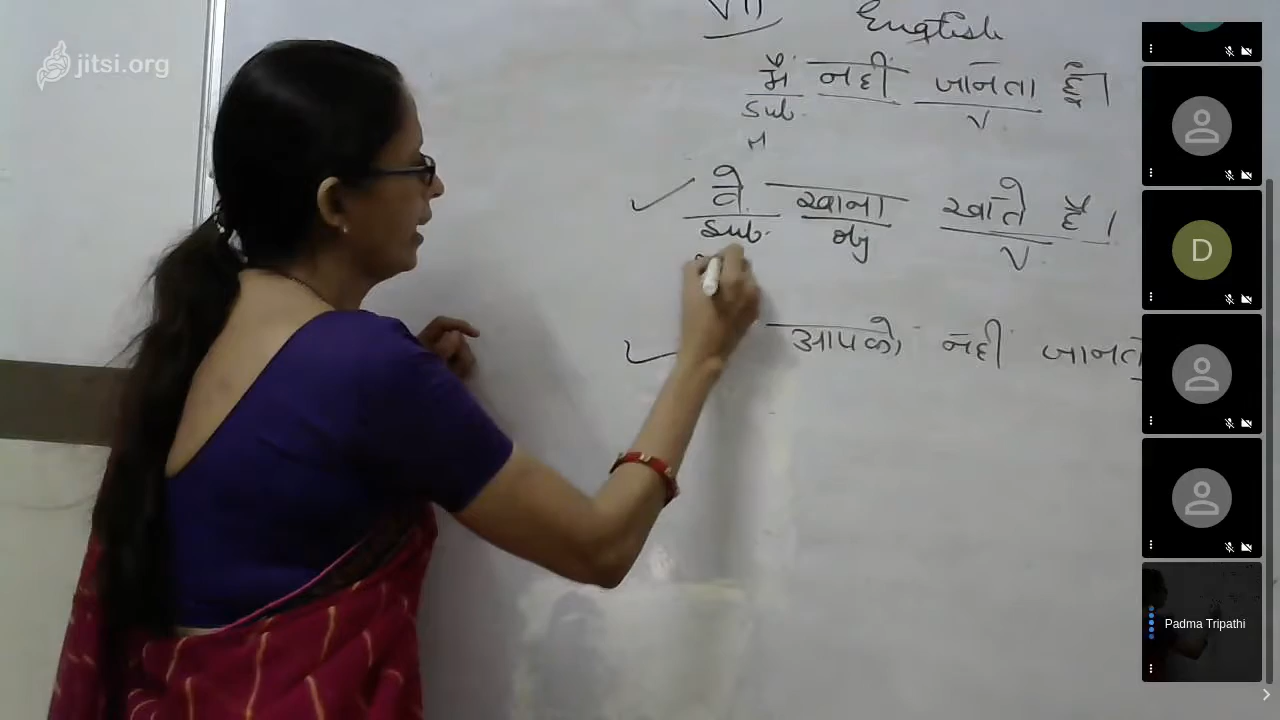 VII English
jitsi.org
मैं नहीं जानता हूँ।
Sub. V
वे खाना खाते हैं।
Sub. obj V
आपको नहीं जानते
D
Padma Tripathi